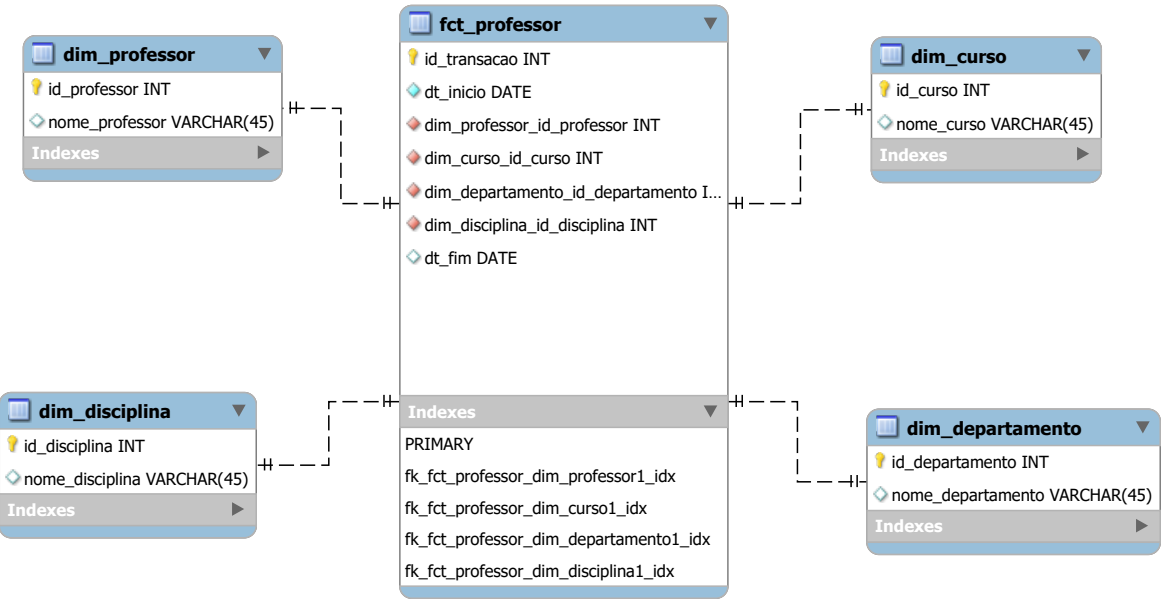 dim_professor
id_professor INT
nome_professor VARCHAR(45)
Indexes
fct_professor
id_transacao INT
dt_inicio DATE
dim_professor_id_professor INT
dim_curso_id_curso INT
dim_departamento_id_departamento I...
dim_disciplina_id_disciplina INT
dt_fim DATE
Indexes
PRIMARY
fk_fct_professor_dim_professor1_idx
fk_fct_professor_dim_curso1_idx
fk_fct_professor_dim_departamento1_idx
fk_fct_professor_dim_disciplina1_idx
dim_curso
id_curso INT
nome_curso VARCHAR(45)
Indexes
dim_disciplina
id_disciplina INT
nome_disciplina VARCHAR(45)
Indexes
dim_departamento
id_departamento INT
nome_departamento VARCHAR(45)
Indexes